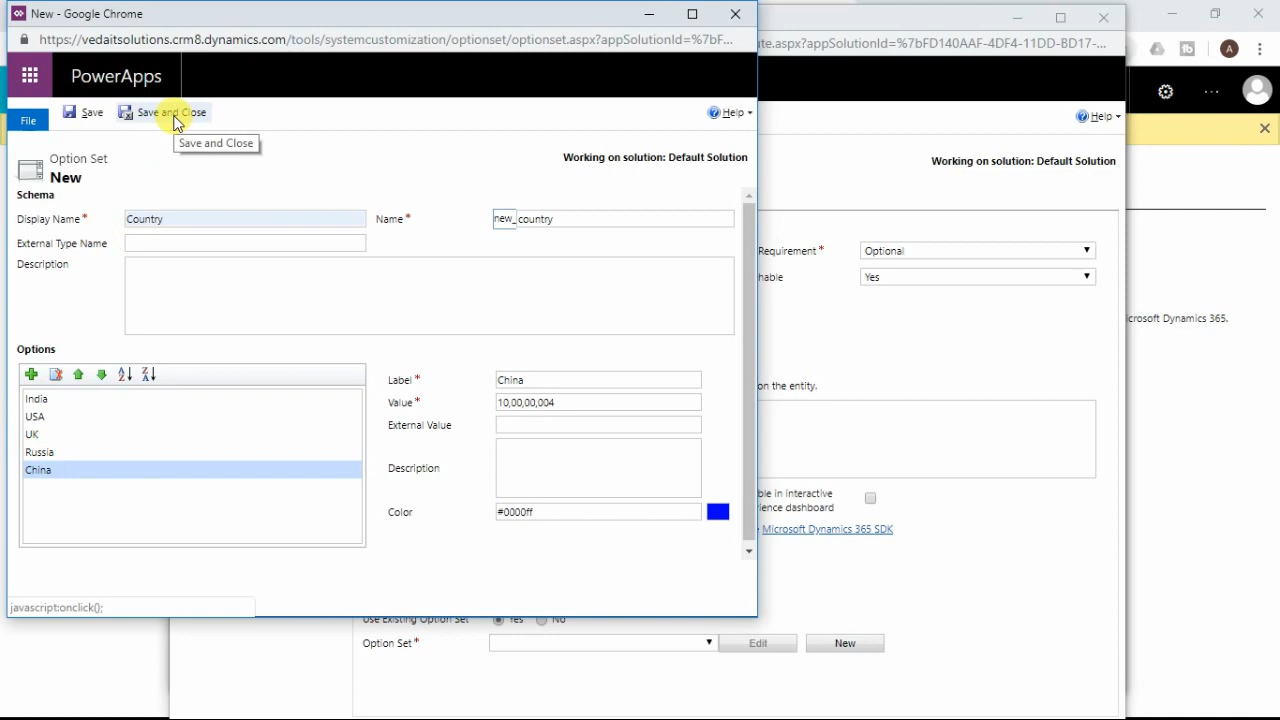 New - Google Chrome
https://vedaitsolutions.crm8.dynamics.com/tools/systemcustomization/optionset/optionset.aspx?appSolutionId=%7bF...
ute.aspx?appSolutionId=%7bFD140AAF-4DF4-11DD-BD17-...
A
PowerApps
File
Save
Save and Close
Help
Help
Save and Close
Option Set
New
Working on solution: Default Solution
Working on solution: Default Solution
Schema
Display Name*
Country
Name*
new_country
External Type Name
Description
Requirement*
Optional
hable
Yes
crosoft Dynamics 365.
Options
India
USA
UK
Russia
China
Label*
China
Value*
10,00,00,004
External Value
Description
Color
#0000ff
on the entity.
ble in interactive
ience dashboard
Microsoft Dynamics 365 SDK
javascript:onclick();
Use Existing Option Set
Yes
No
Option Set*
Edit
New